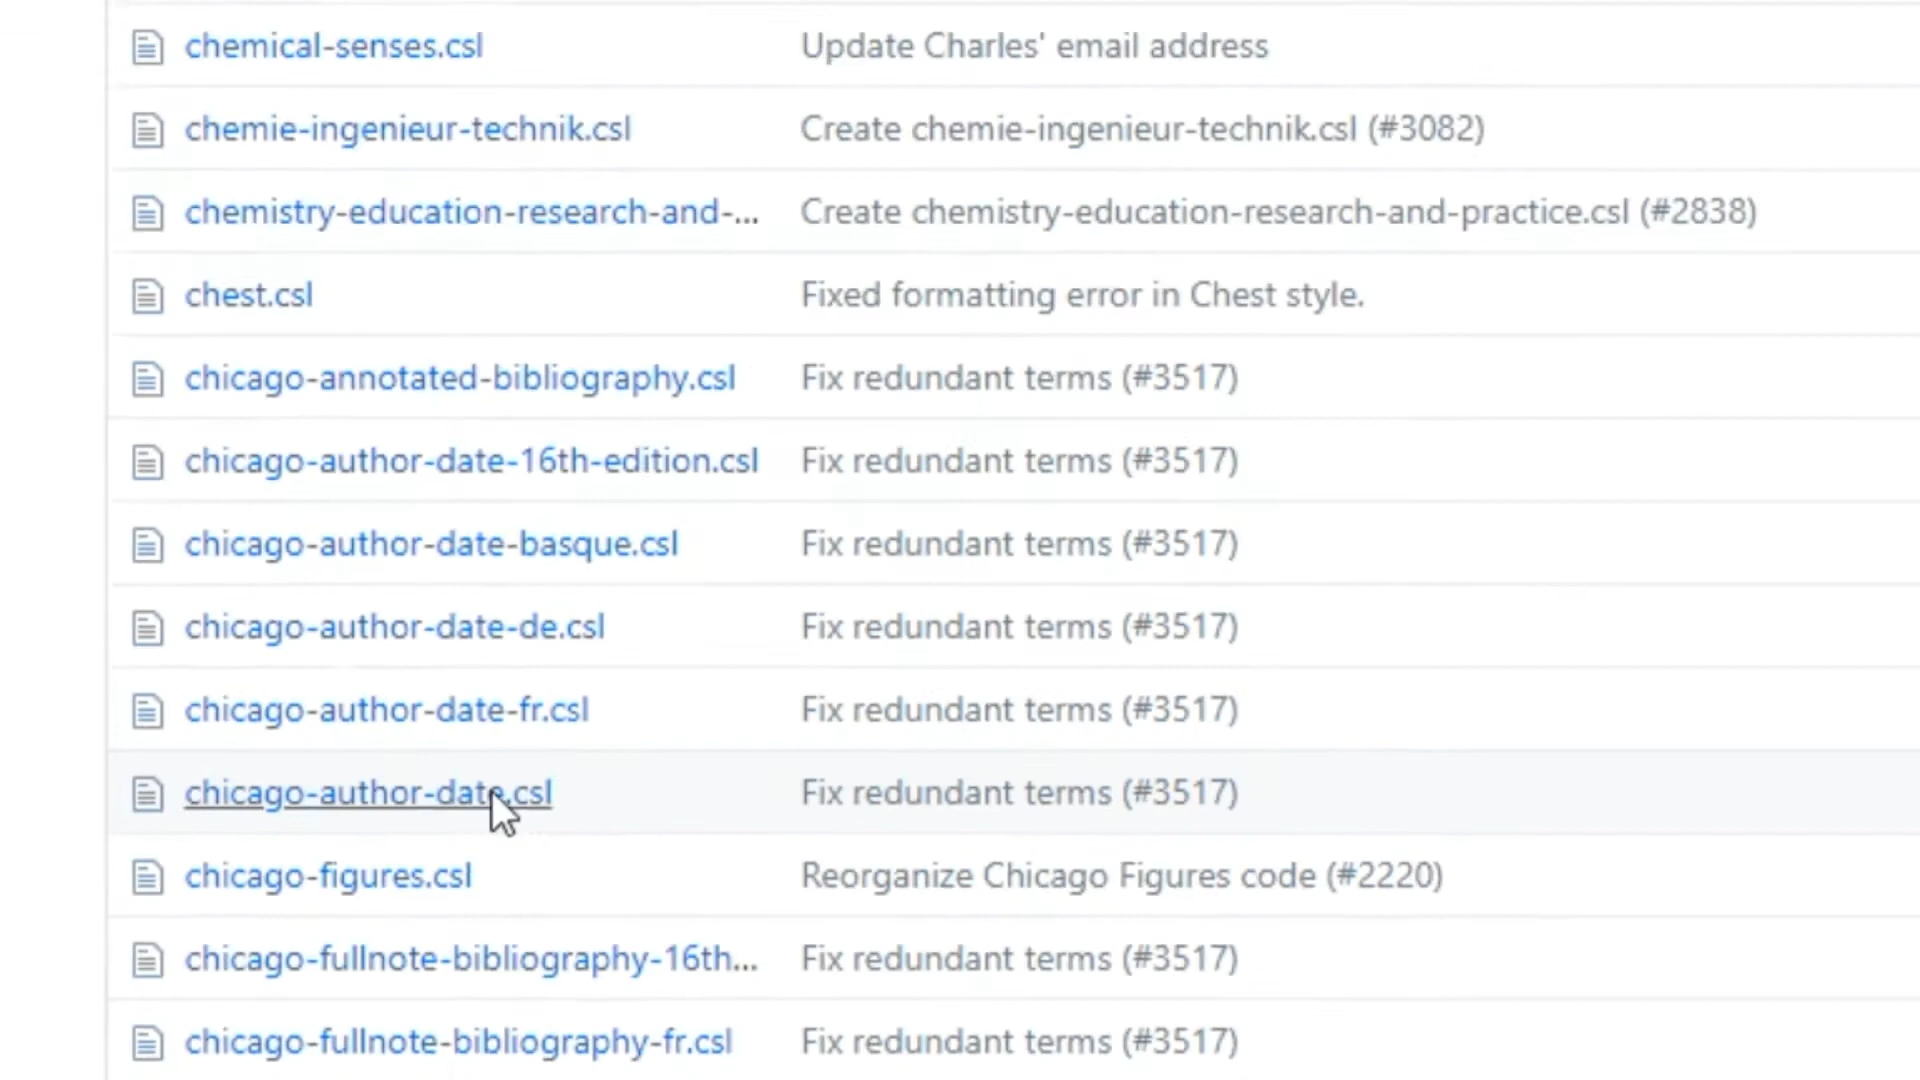 chemical-senses.csl Update Charles' email address
chemie-ingenieur-technik.csl Create chemie-ingenieur-technik.csl (#3082)
chemistry-education-research-and-... Create chemistry-education-research-and-practice.csl (#2838)
chest.csl Fixed formatting error in Chest style.
chicago-annotated-bibliography.csl Fix redundant terms (#3517)
chicago-author-date-16th-edition.csl Fix redundant terms (#3517)
chicago-author-date-basque.csl Fix redundant terms (#3517)
chicago-author-date-de.csl Fix redundant terms (#3517)
chicago-author-date-fr.csl Fix redundant terms (#3517)
chicago-author-date.csl Fix redundant terms (#3517)
chicago-figures.csl Reorganize Chicago Figures code (#2220)
chicago-fullnote-bibliography-16th... Fix redundant terms (#3517)
chicago-fullnote-bibliography-fr.csl Fix redundant terms (#3517)